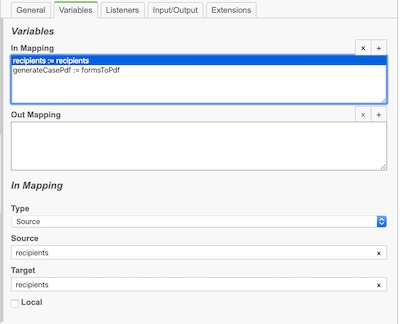 General Variables Listeners Input/Output Extensions
Variables
In Mapping x +
recipients := recipients
generateCasePdf := formsToPdf
Out Mapping x +
In Mapping
Type
Source
Source
recipients x
Target
recipients x
Local